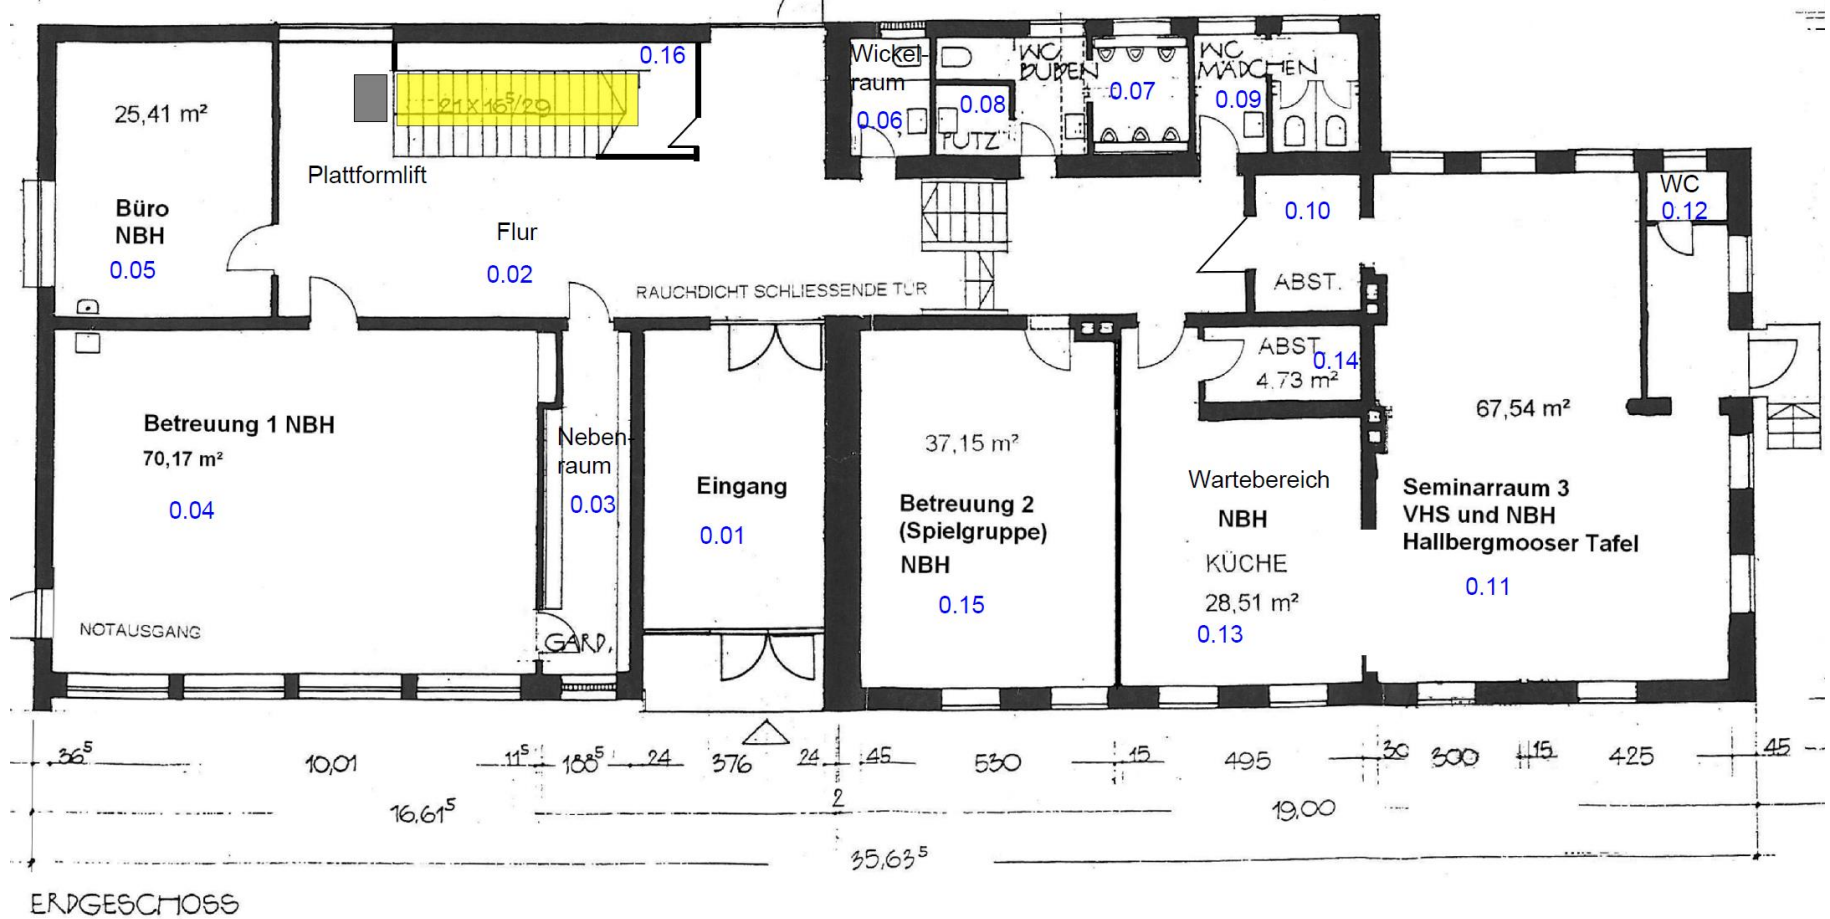 0.16
Wickel-
raum
0.06
WC
BUBEN
0.07
WC
MÄDCHEN
0.09
0.08
PUTZ
25,41 m²
21 x 16⁵/29
Plattformlift
Büro
NBH
0.05
Flur
0.02
RAUCHDICHT SCHLIESSENDE TÜR
0.10
ABST.
WC
0.12
ABST.
0.14
4.73 m²
67,54 m²
Betreuung 1 NBH
70,17 m²
0.04
NOTAUSGANG
Neben-
raum
0.03
GARD.
Eingang
0.01
37,15 m²
Betreuung 2
(Spielgruppe)
NBH
0.15
Wartebereich
NBH
KÜCHE
28,51 m²
0.13
Seminarraum 3
VHS und NBH
Hallbergmooser Tafel
0.11
36⁵ 10,01 11⁵ 188⁵ 24 376 24 45 530 15 495 30 300 15 425 45
16,61⁵ 2 19,00
35,63⁵
ERDGESCHOSS